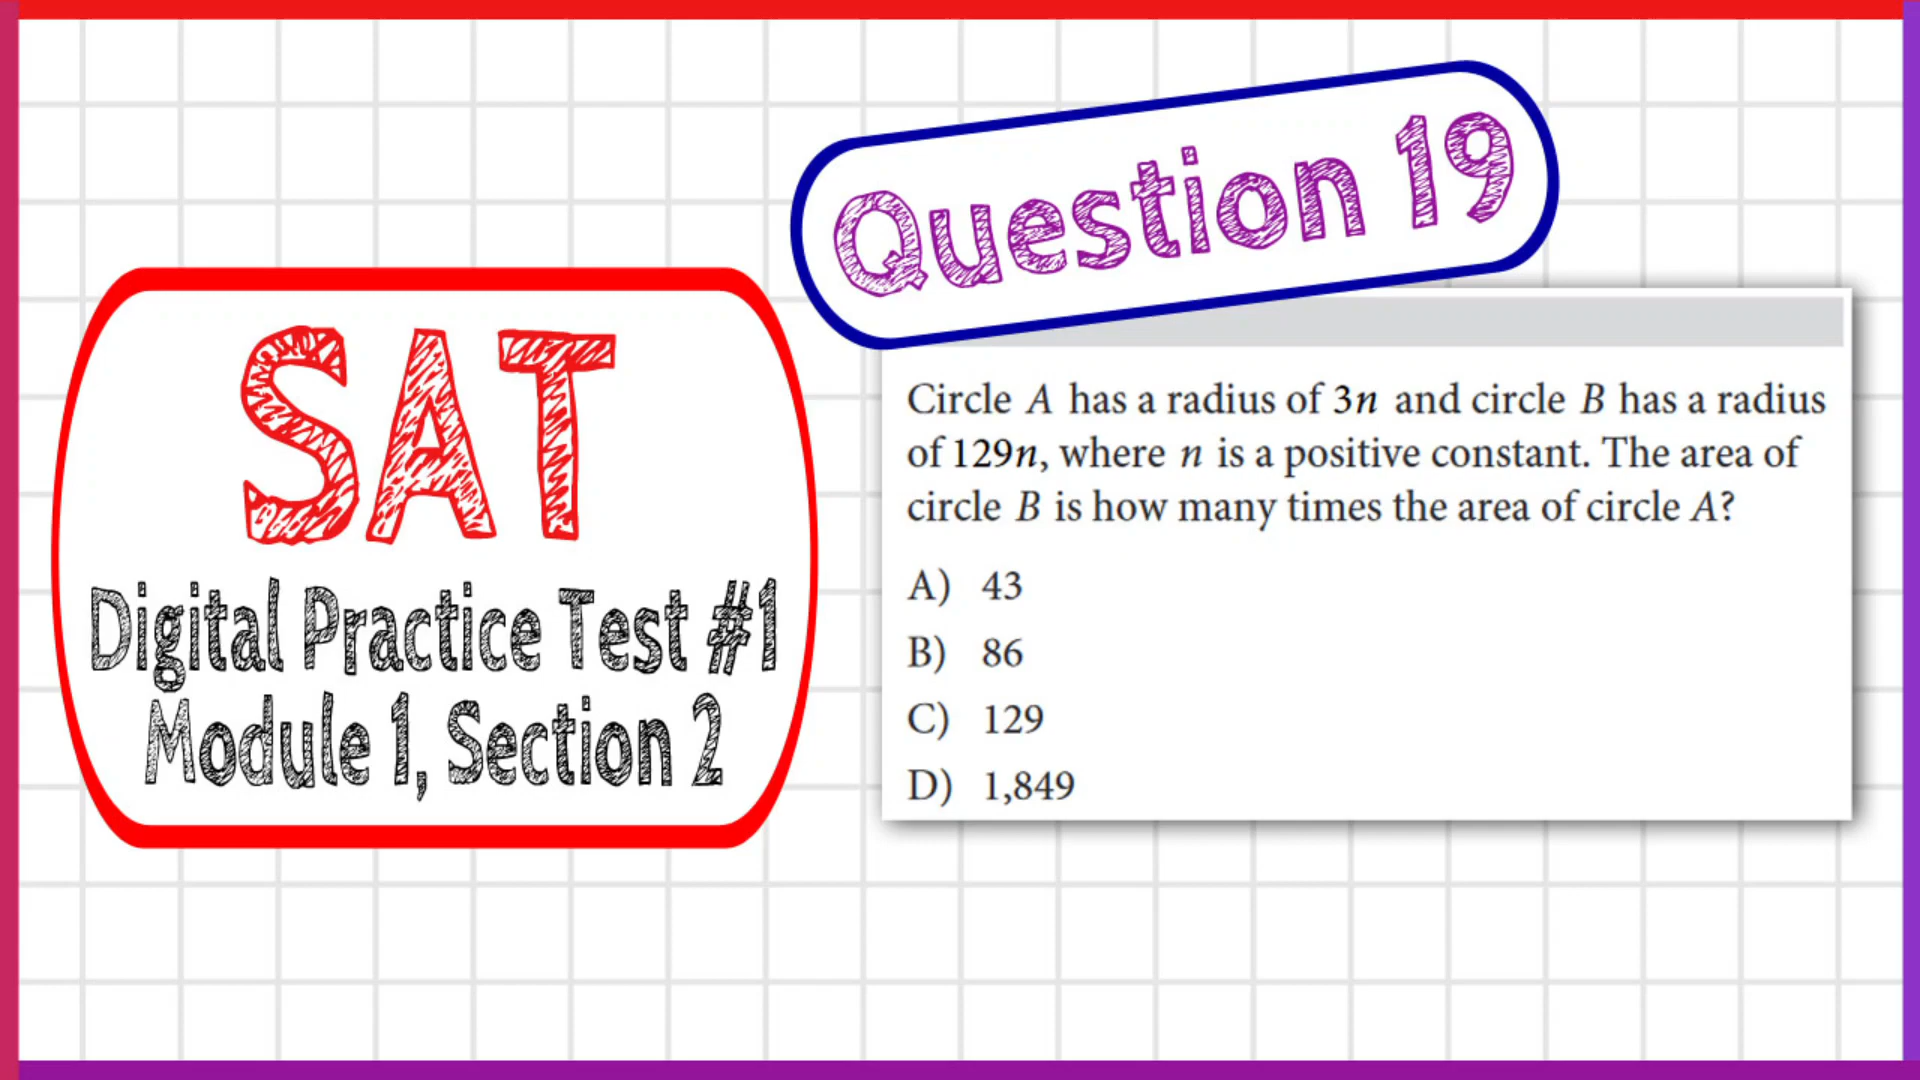 SAT
Digital Practice Test #1
Module 1, Section 2
Question 19
Circle A has a radius of 3n and circle B has a radius
of 129n, where n is a positive constant. The area of
circle B is how many times the area of circle A?
A) 43
B) 86
C) 129
D) 1,849